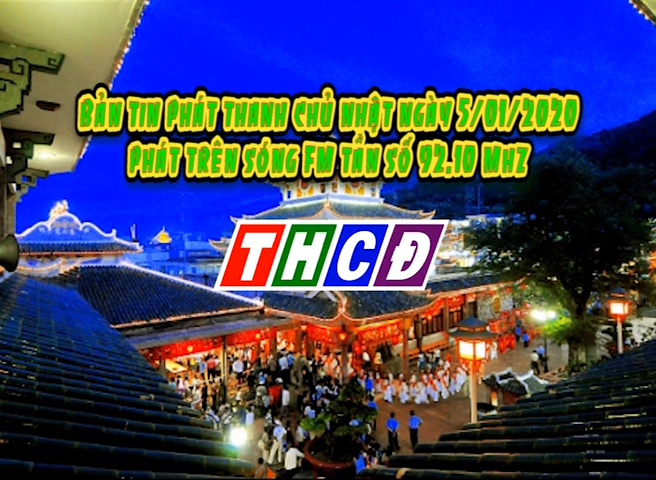 Bản tin phát thanh chủ nhật ngày 5/01/2020
phát trên sóng FM tần số 92.10 MHZ
THCĐ